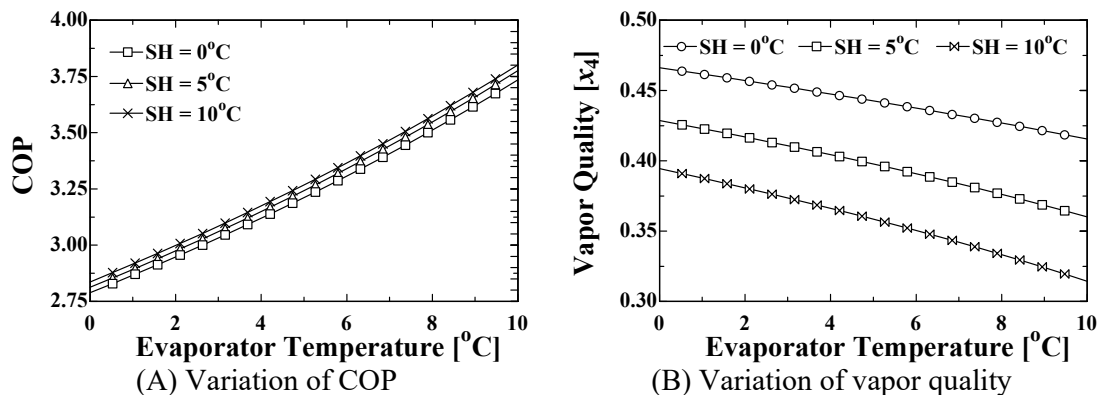 4.00
3.75
3.50
3.25
3.00
2.75
COP
SH = 0°C
SH = 5°C
SH = 10°C
0 2 4 6 8 10
Evaporator Temperature [°C]
(A) Variation of COP
0.50
0.45
0.40
0.35
0.30
Vapor Quality [x4]
SH = 0°C SH = 5°C SH = 10°C
0 2 4 6 8 10
Evaporator Temperature [°C]
(B) Variation of vapor quality